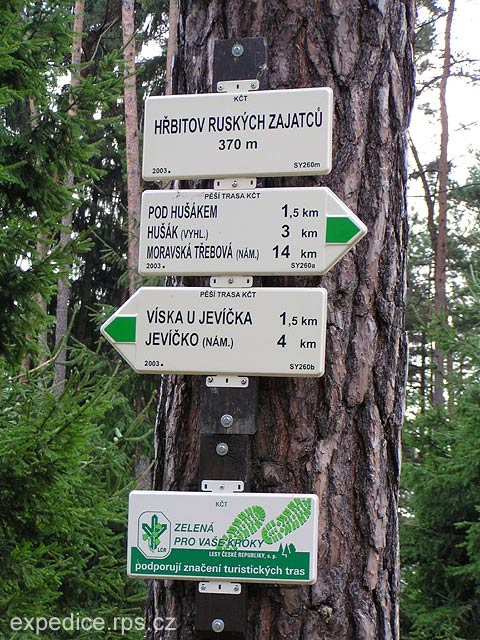 KČT
HŘBITOV RUSKÝCH ZAJATCŮ
370 m
2003. SY260m
PĚŠÍ TRASA KČT
POD HUŠÁKEM 1,5 km
HUŠÁK (VYHL.) 3 km
MORAVSKÁ TŘEBOVÁ (NÁM.) 14 km
2003. SY260a
PĚŠÍ TRASA KČT
VÍSKA U JEVÍČKA 1,5 km
JEVÍČKO (NÁM.) 4 km
2003. SY260b
KČT
ZELENÁ
PRO VAŠE KROKY
LČR
LESY ČESKÉ REPUBLIKY, s. p.
podporují značení turistických tras
expedice.rps.cz